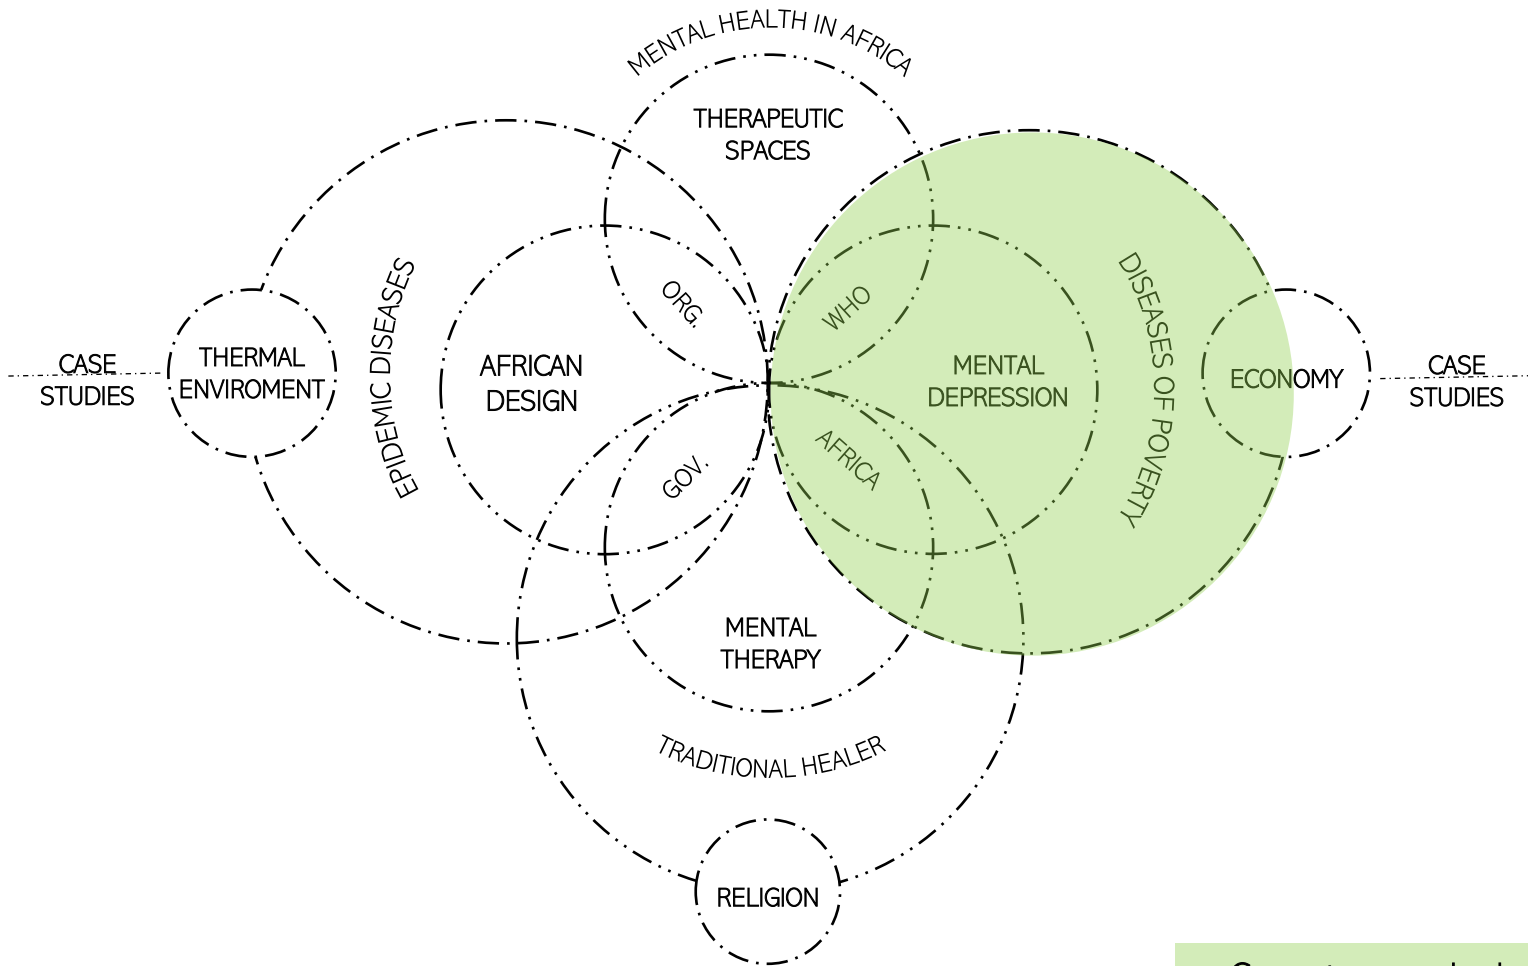 MENTAL HEALTH IN AFRICA
THERAPEUTIC
SPACES
EPIDEMIC DISEASES
ORG.
WHO
DISEASES OF POVERTY
CASE
STUDIES
THERMAL
ENVIROMENT
AFRICAN
DESIGN
MENTAL
DEPRESSION
ECONOMY
CASE
STUDIES
GOV.
AFRICA
MENTAL
THERAPY
TRADITIONAL HEALER
RELIGION